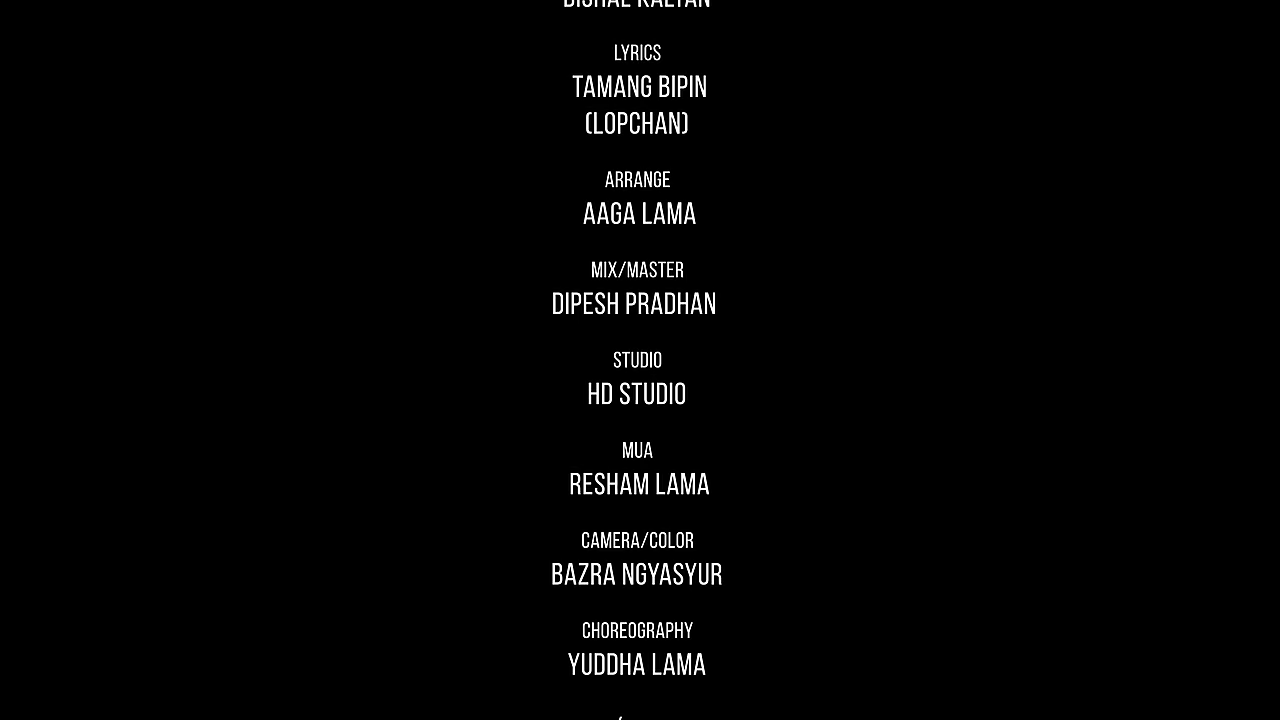 LYRICS
TAMANG BIPIN
(LOPCHAN)
ARRANGE
AAGA LAMA
MIX/MASTER
DIPESH PRADHAN
STUDIO
HD STUDIO
MUA
RESHAM LAMA
CAMERA/COLOR
BAZRA NGYASYUR
CHOREOGRAPHY
YUDDHA LAMA